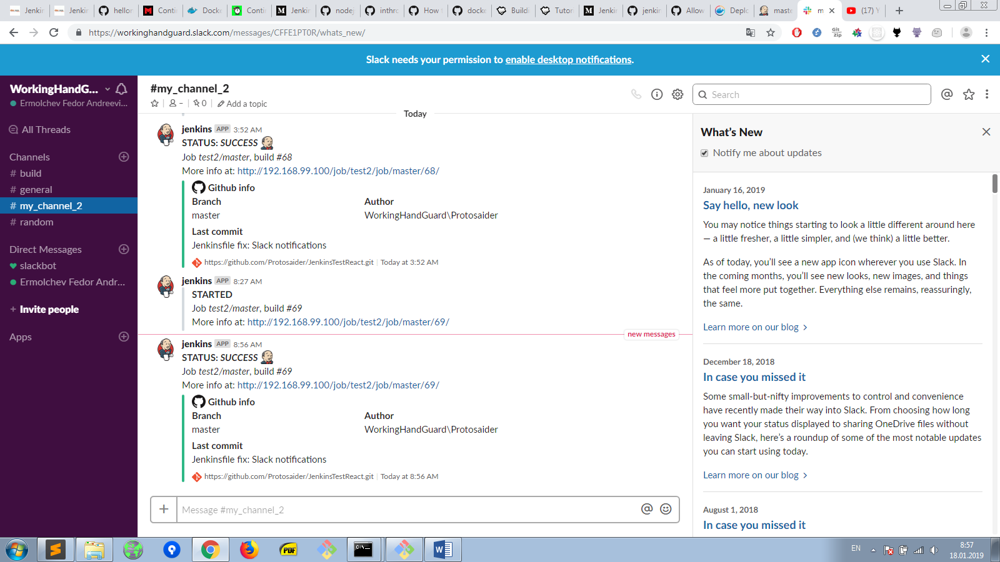 Jenkin
Jenkin
hellor
Conti
Docke
Contin
Jenkin
nodej
inthro
How t
docke
Buildi
Tutor
Jenkin
jenkin
Allow
Deplo
maste
m
(17) Y
https://workinghandguard.slack.com/messages/CFFE1PT0R/whats_new/
Git Zip
Slack needs your permission to enable desktop notifications.
WorkingHandG...
Ermolchev Fedor Andreevi...
All Threads
Channels
# build
# general
# my_channel_2
# random
Direct Messages
slackbot
Ermolchev Fedor Andr...
+ Invite people
Apps
#my_channel_2
– | 0 | Add a topic
Search
Today
jenkins APP 3:52 AM
STATUS: SUCCESS
Job test2/master, build #68
More info at: http://192.168.99.100/job/test2/job/master/68/
Github info
Branch Author
master WorkingHandGuard\Protosaider
Last commit
Jenkinsfile fix: Slack notifications
https://github.com/Protosaider/JenkinsTestReact.git | Today at 3:52 AM
jenkins APP 8:27 AM
STARTED
Job test2/master, build #69
More info at: http://192.168.99.100/job/test2/job/master/69/
new messages
jenkins APP 8:56 AM
STATUS: SUCCESS
Job test2/master, build #69
More info at: http://192.168.99.100/job/test2/job/master/69/
Github info
Branch Author
master WorkingHandGuard\Protosaider
Last commit
Jenkinsfile fix: Slack notifications
https://github.com/Protosaider/JenkinsTestReact.git | Today at 8:56 AM
Message #my_channel_2
What's New
Notify me about updates
January 16, 2019
Say hello, new look
You may notice things starting to look a little different around here
— a little fresher, a little simpler, and (we think) a little better.
As of today, you'll see a new app icon wherever you use Slack. In
the coming months, you'll see new looks, new images, and things
that feel more put together. Everything else remains, reassuringly,
the same.
Learn more on our blog >
December 18, 2018
In case you missed it
Some small-but-nifty improvements to control and convenience
have recently made their way into Slack. From choosing how long
you want your status displayed to sharing OneDrive files without
leaving Slack, here's a roundup of some of the most notable updates
you can start using today.
Learn more on our blog >
August 1, 2018
In case you missed it
PDF
C:\_
W
EN
8:57
18.01.2019